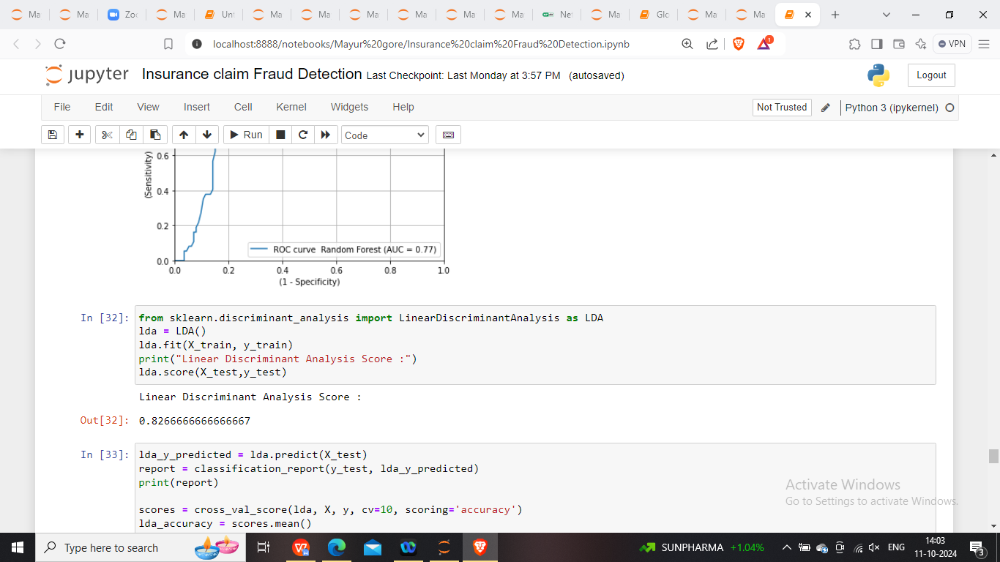 Ma
Ma
Zoo
Ma
Unt
Ma
Ma
Ma
Ma
Ma
Ma
Ne
Ma
Glo
Ma
Ma
localhost:8888/notebooks/Mayur%20gore/Insurance%20claim%20Fraud%20Detection.ipynb
1
VPN
jupyter Insurance claim Fraud Detection Last Checkpoint: Last Monday at 3:57 PM (autosaved)
Logout
File Edit View Insert Cell Kernel Widgets Help
Not Trusted
Python 3 (ipykernel)
Run
Code
(Sensitivity)
0.6
0.4
0.2
0.0
ROC curve Random Forest (AUC = 0.77)
0.0 0.2 0.4 0.6 0.8 1.0
(1 - Specificity)
In [32]: from sklearn.discriminant_analysis import LinearDiscriminantAnalysis as LDA
lda = LDA()
lda.fit(X_train, y_train)
print("Linear Discriminant Analysis Score :")
lda.score(X_test,y_test)
Linear Discriminant Analysis Score :
Out[32]: 0.8266666666666667
In [33]: lda_y_predicted = lda.predict(X_test)
report = classification_report(y_test, lda_y_predicted)
print(report)
scores = cross_val_score(lda, X, y, cv=10, scoring='accuracy')
lda_accuracy = scores.mean()
Activate Windows
Go to Settings to activate Windows.
Type here to search
SUNPHARMA +1.04%
ENG
14:03
11-10-2024
3